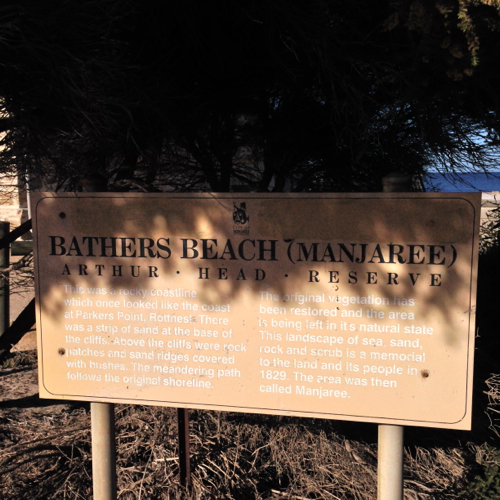 BATHERS BEACH (MANJAREE)
ARTHUR · HEAD · RESERVE
This was a rocky coastline
which once looked like the coast
at Parkers Point, Rottnest. There
was a strip of sand at the base of
the cliffs. Above the cliffs were rock
patches and sand ridges covered
with bushes. The meandering path
follows the original shoreline.
The original vegetation has
been restored and the area
is being left in its natural state
This landscape of sea, sand,
rock and scrub is a memorial
to the land and its people in
1829. The area was then
called Manjaree.